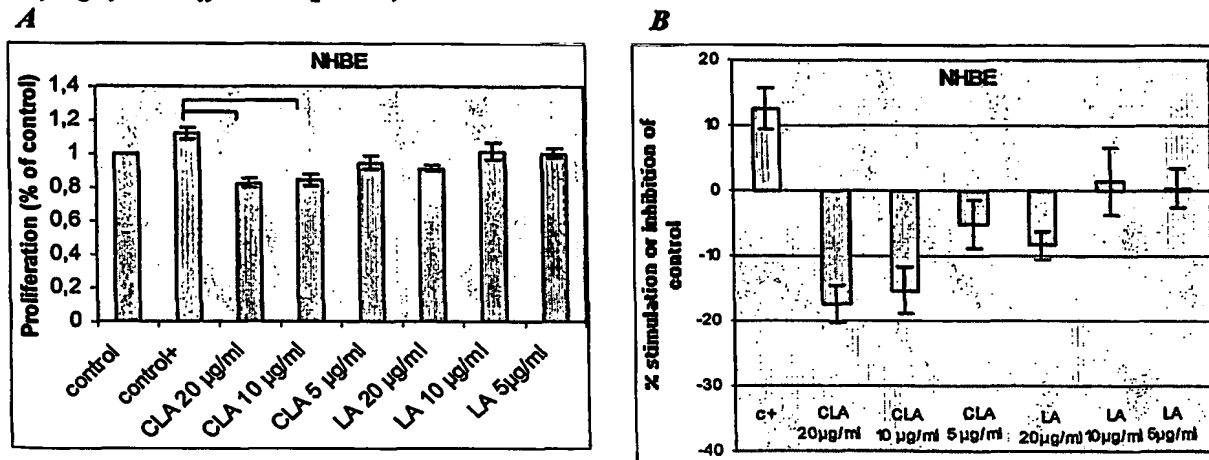 A
B
NHBE
Proliferation (% of control)
1,4
1,2
1
0,8
0,6
0,4
0,2
0
control
control+
CLA 20 µg/ml
CLA 10 µg/ml
CLA 5 µg/ml
LA 20 µg/ml
LA 10 µg/ml
LA 5µg/ml
NHBE
% stimulation or inhibition of
control
20
10
0
-10
-20
-30
-40
c+
CLA
20µg/ml
CLA
10 µg/ml
CLA
5 µg/ml
LA
20µg/ml
LA
10µg/ml
LA
5µg/ml